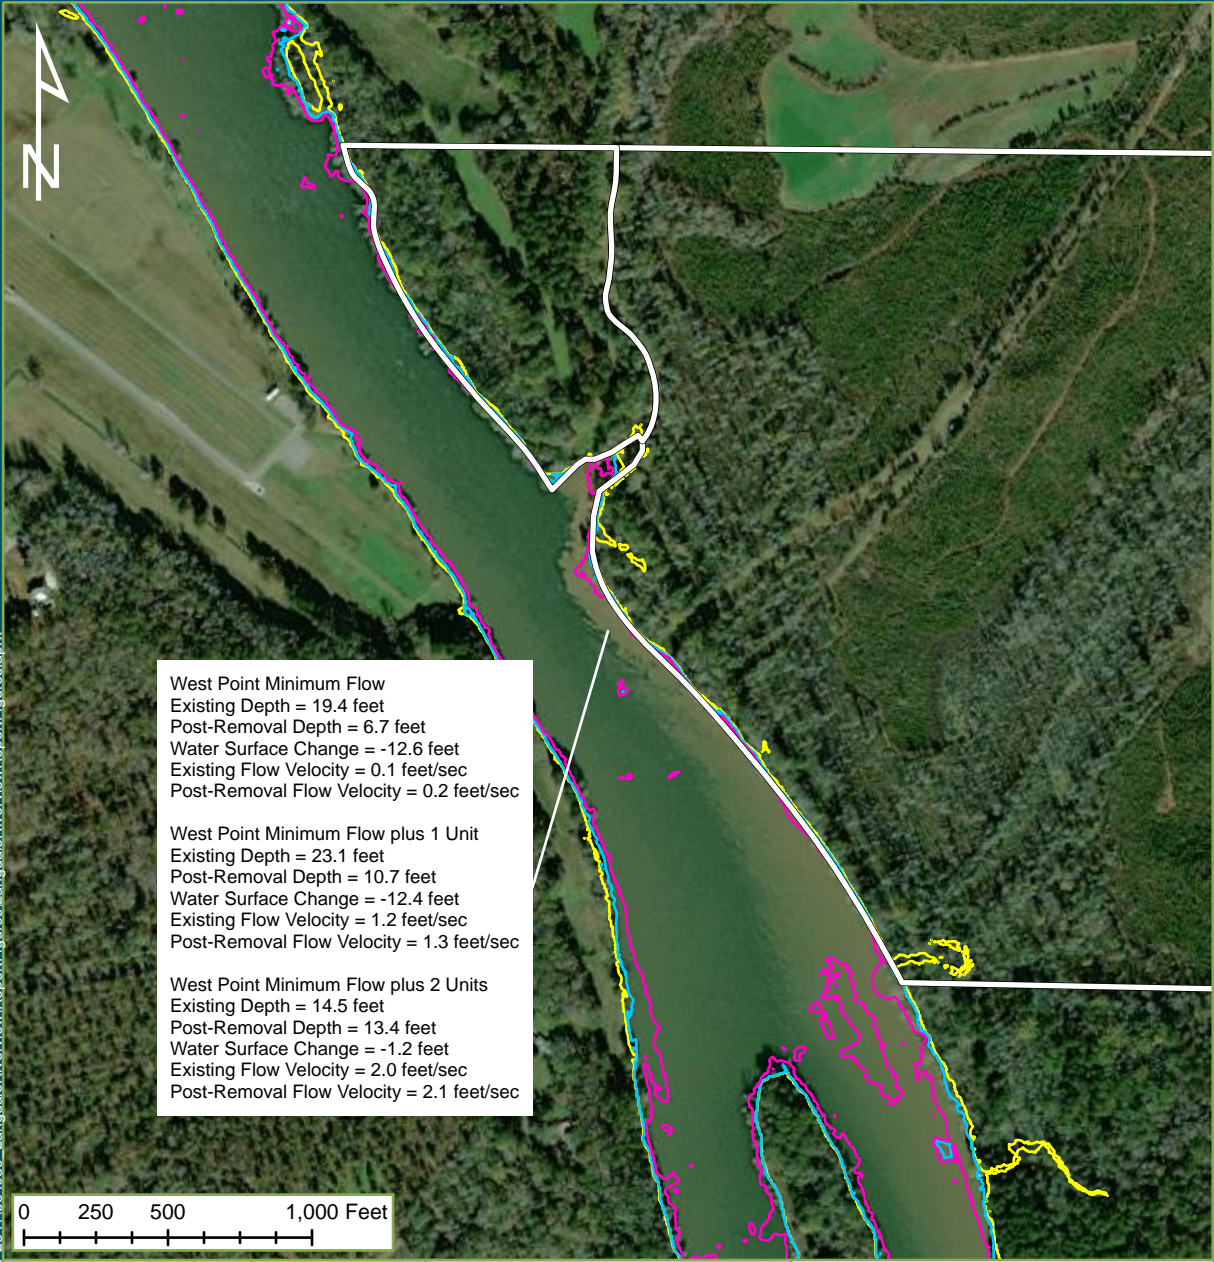 N
West Point Minimum Flow
Existing Depth = 19.4 feet
Post-Removal Depth = 6.7 feet
Water Surface Change = -12.6 feet
Existing Flow Velocity = 0.1 feet/sec
Post-Removal Flow Velocity = 0.2 feet/sec
West Point Minimum Flow plus 1 Unit
Existing Depth = 23.1 feet
Post-Removal Depth = 10.7 feet
Water Surface Change = -12.4 feet
Existing Flow Velocity = 1.2 feet/sec
Post-Removal Flow Velocity = 1.3 feet/sec
West Point Minimum Flow plus 2 Units
Existing Depth = 14.5 feet
Post-Removal Depth = 13.4 feet
Water Surface Change = -1.2 feet
Existing Flow Velocity = 2.0 feet/sec
Post-Removal Flow Velocity = 2.1 feet/sec
0 250 500 1,000 Feet